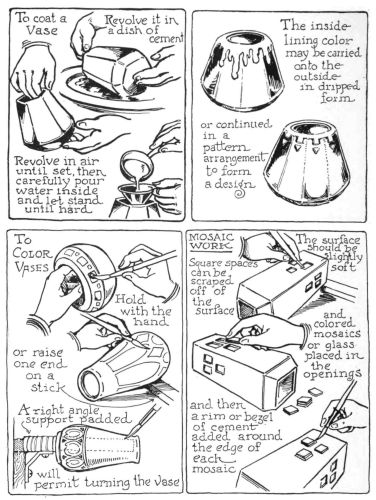 To coat a
Vase
Revolve it in
a dish of
cement
Revolve in air
until set, then
carefully pour
water inside
and let stand
until hard
The inside
lining color
may be carried
onto the
outside
in dripped
form
or continued
in a
pattern
arrangement
to form
a design
To
COLOR
VASES
Hold
with the
hand
or raise
one end
on a
stick
A right angle
support padded
will
permit turning the Vase
MOSAIC
WORK
The surface
should be
slightly
soft
Square spaces
can be
scraped
off of
the
surface
and
colored
mosaics
or glass
placed in
the
openings
and then
a rim or bezel
of cement
added around
the edge of
each
mosaic